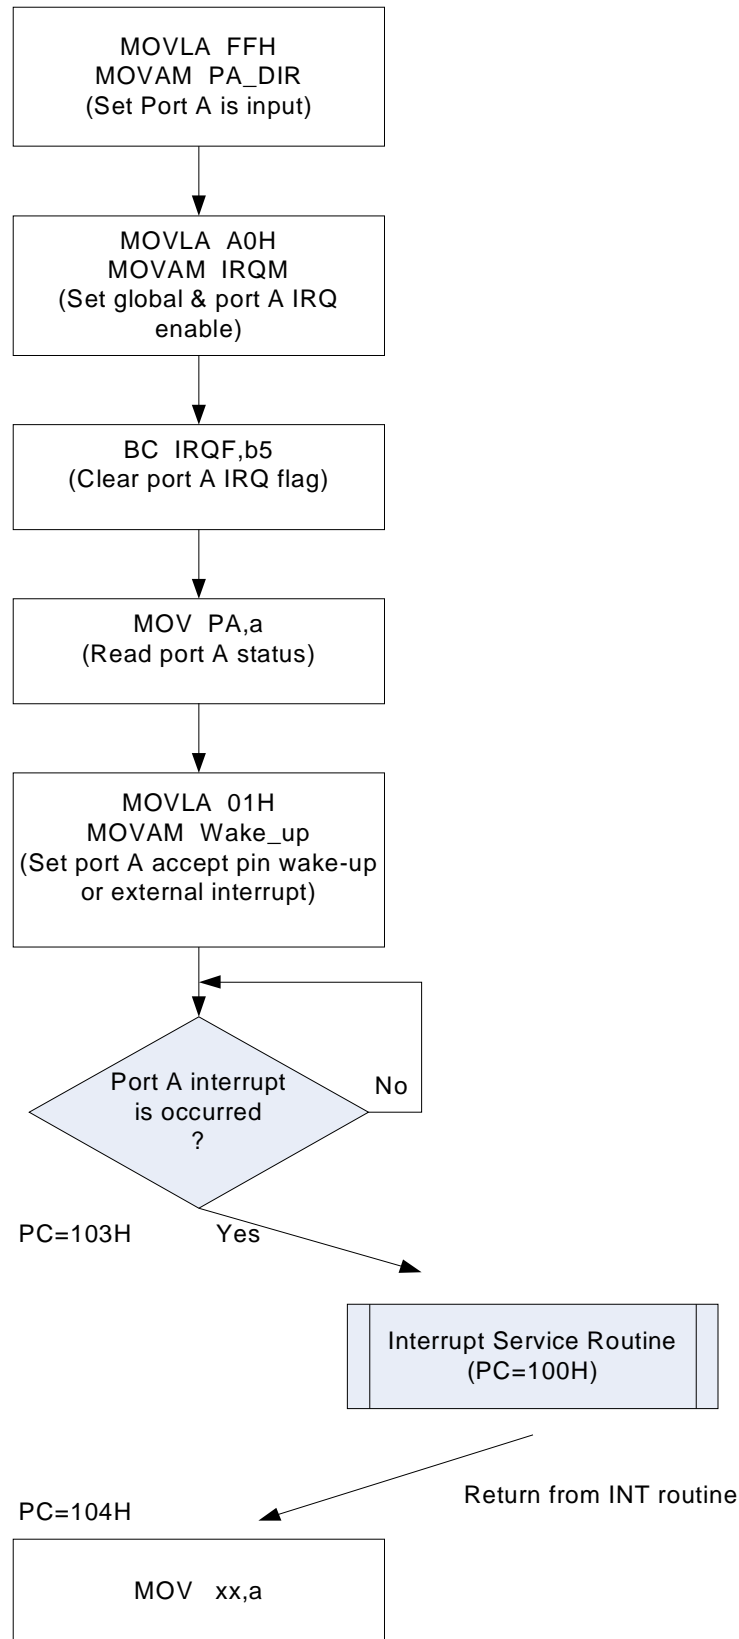 MOVLA FFH
MOVAM PA_DIR
(Set Port A is input)
MOVLA A0H
MOVAM IRQM
(Set global & port A IRQ
enable)
BC IRQF,b5
(Clear port A IRQ flag)
MOV PA,a
(Read port A status)
MOVLA 01H
MOVAM Wake_up
(Set port A accept pin wake-up
or external interrupt)
Port A interrupt
is occurred
?
No
PC=103H
Yes
Interrupt Service Routine
(PC=100H)
Return from INT routine
PC=104H
MOV xx,a